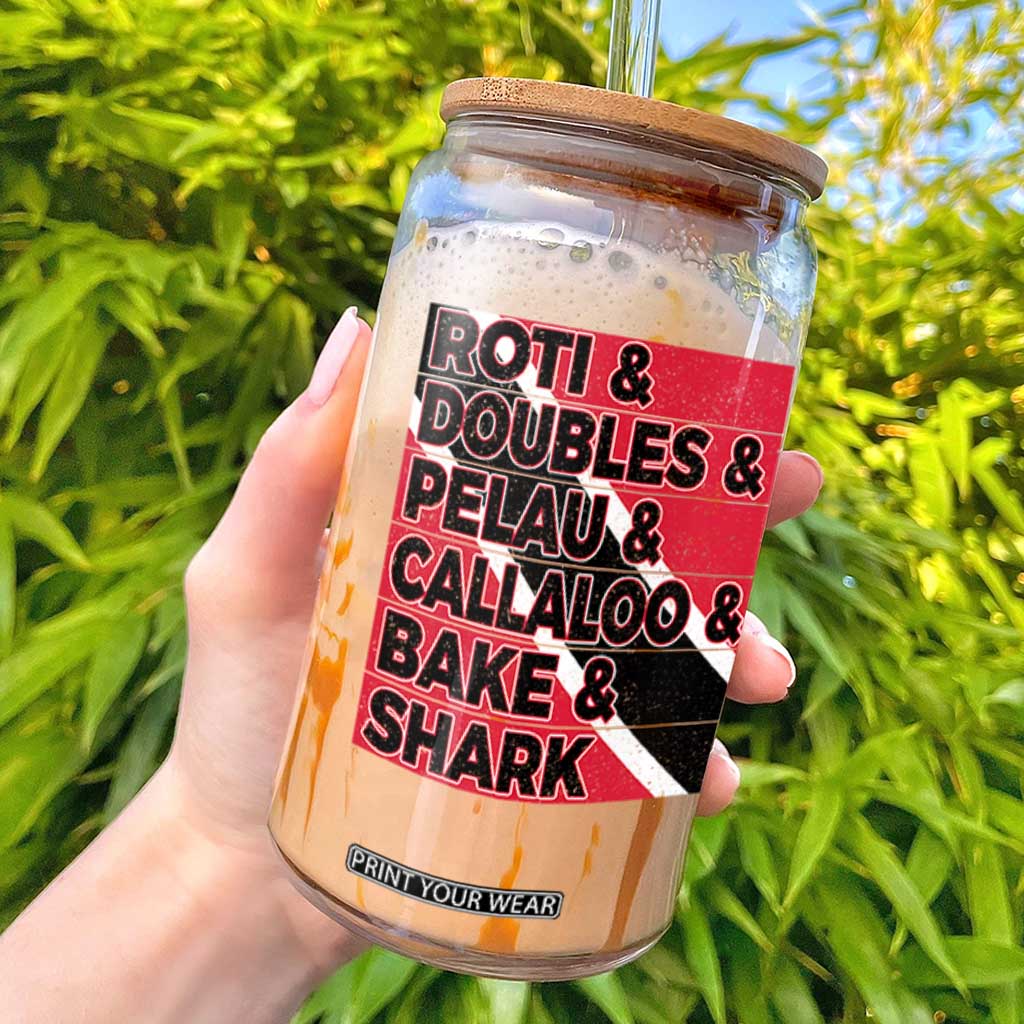 ROTI &
DOUBLES &
PELAU &
CALLALOO &
BAKE &
SHARK
PRINT YOUR WEAR